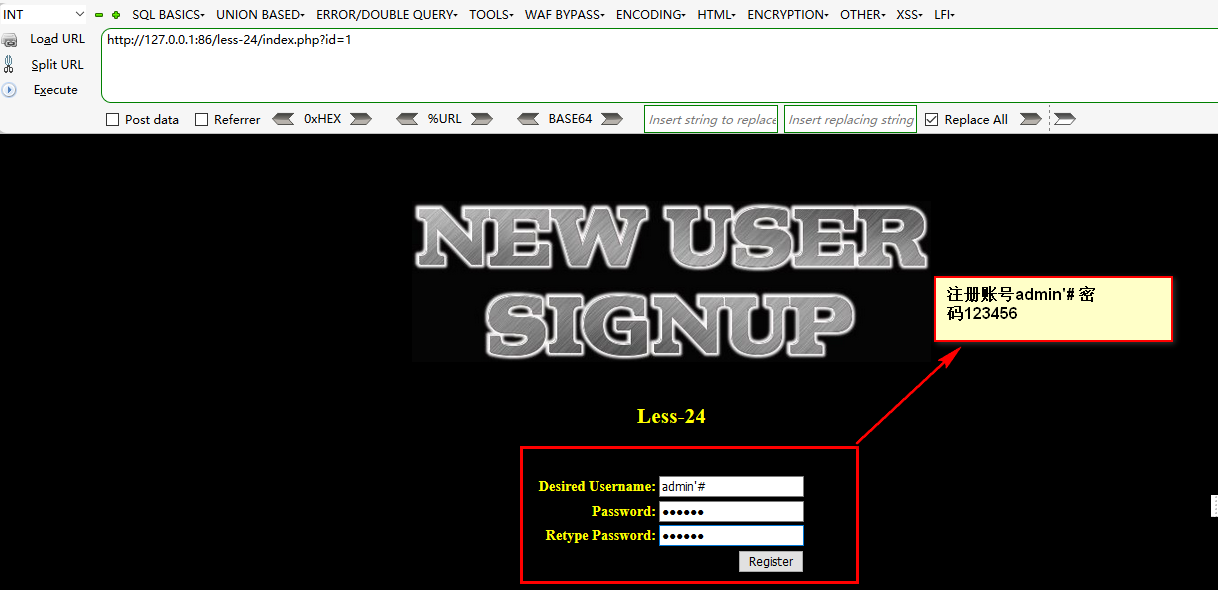 INT SQL BASICS▾ UNION BASED▾ ERROR/DOUBLE QUERY▾ TOOLS▾ WAF BYPASS▾ ENCODING▾ HTML▾ ENCRYPTION▾ OTHER▾ XSS▾ LFI▾
Load URL http://127.0.0.1:86/less-24/index.php?id=1
Split URL
Execute
Post data Referrer 0xHEX %URL BASE64 Insert string to replace Insert replacing string Replace All
NEW USER
SIGNUP
注册账号admin'# 密
码123456
Less-24
Desired Username: admin'#
Password: ●●●●●●
Retype Password: ●●●●●●
Register